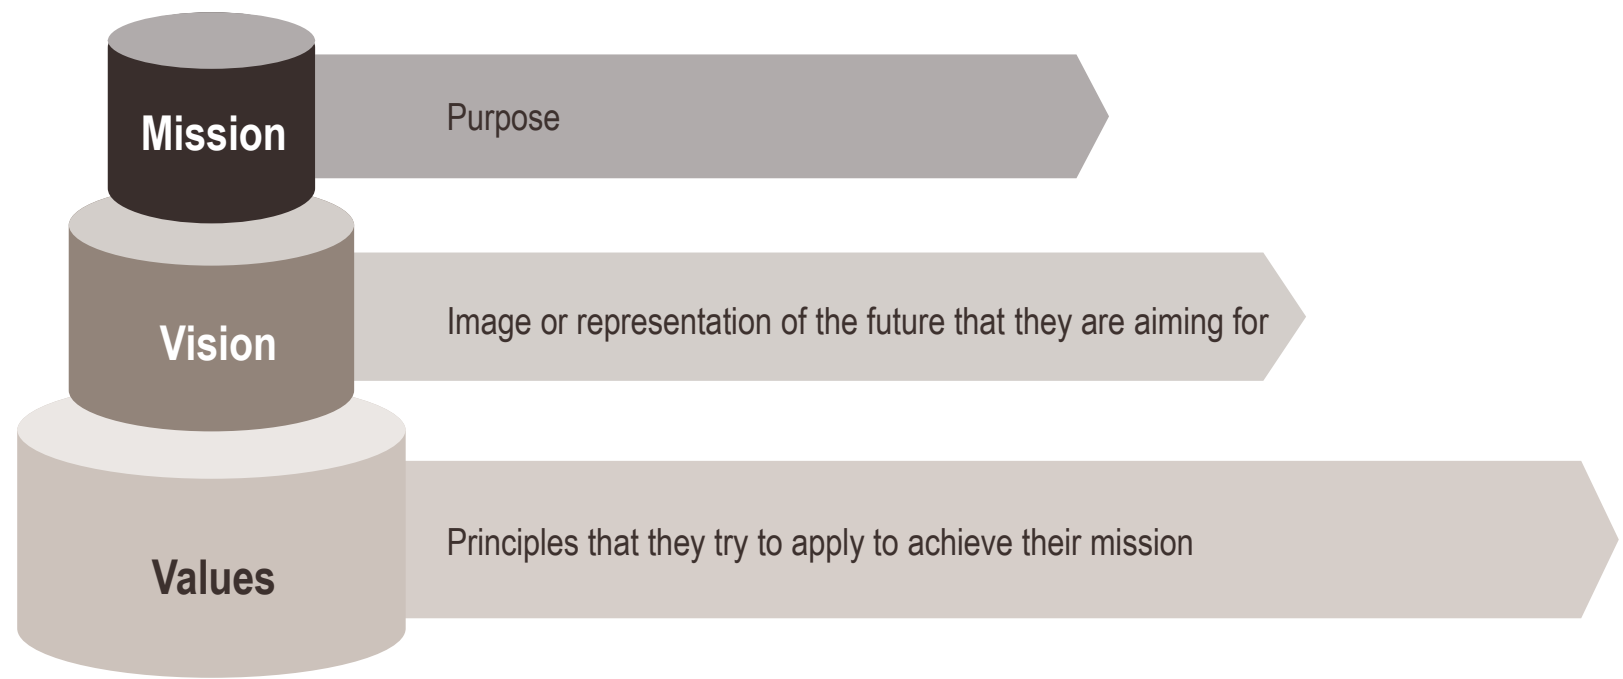 Mission
Purpose
Vision
Image or representation of the future that they are aiming for
Values
Principles that they try to apply to achieve their mission